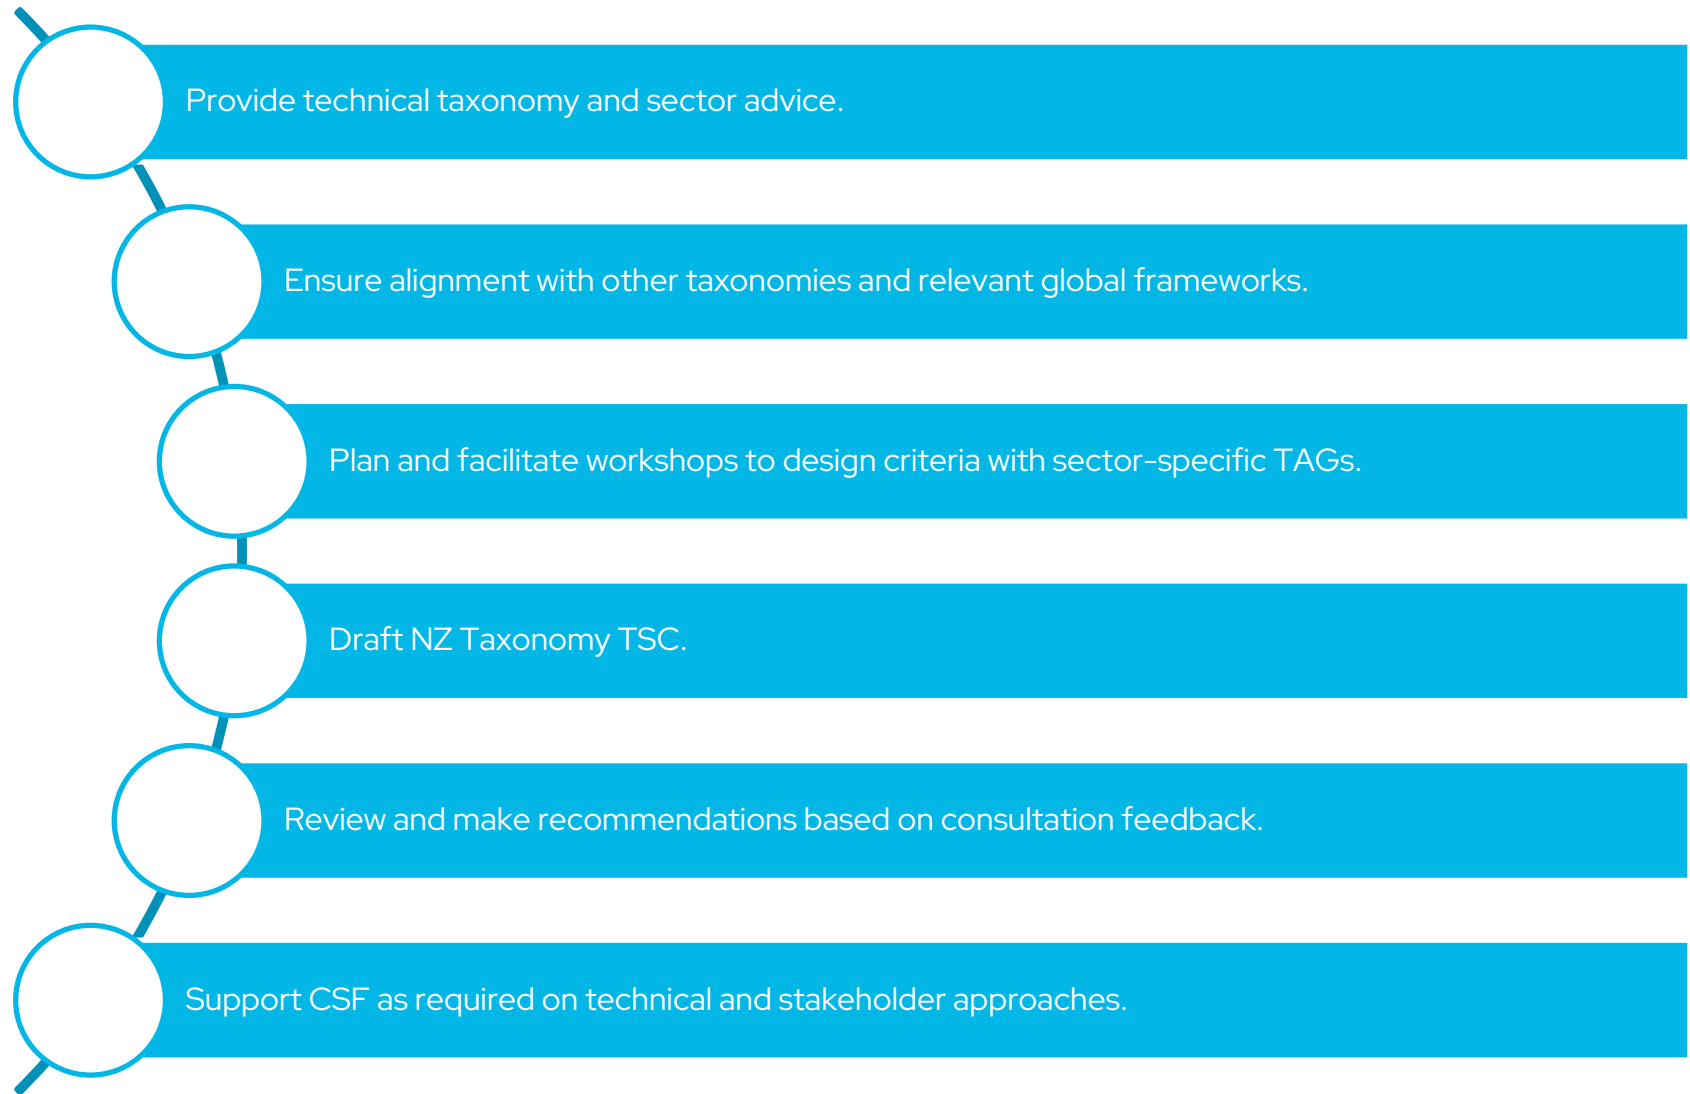 Provide technical taxonomy and sector advice.
Ensure alignment with other taxonomies and relevant global frameworks.
Plan and facilitate workshops to design criteria with sector-specific TAGs.
Draft NZ Taxonomy TSC.
Review and make recommendations based on consultation feedback.
Support CSF as required on technical and stakeholder approaches.